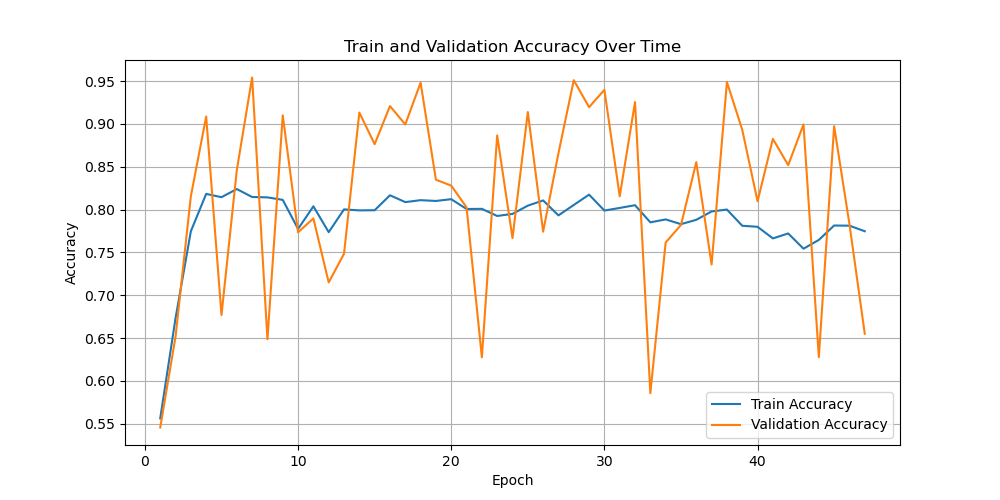 Train and Validation Accuracy Over Time
0.95
0.90
0.85
0.80
0.75
0.70
0.65
0.60
0.55
Accuracy
0
10
20
30
40
Epoch
Train Accuracy
Validation Accuracy